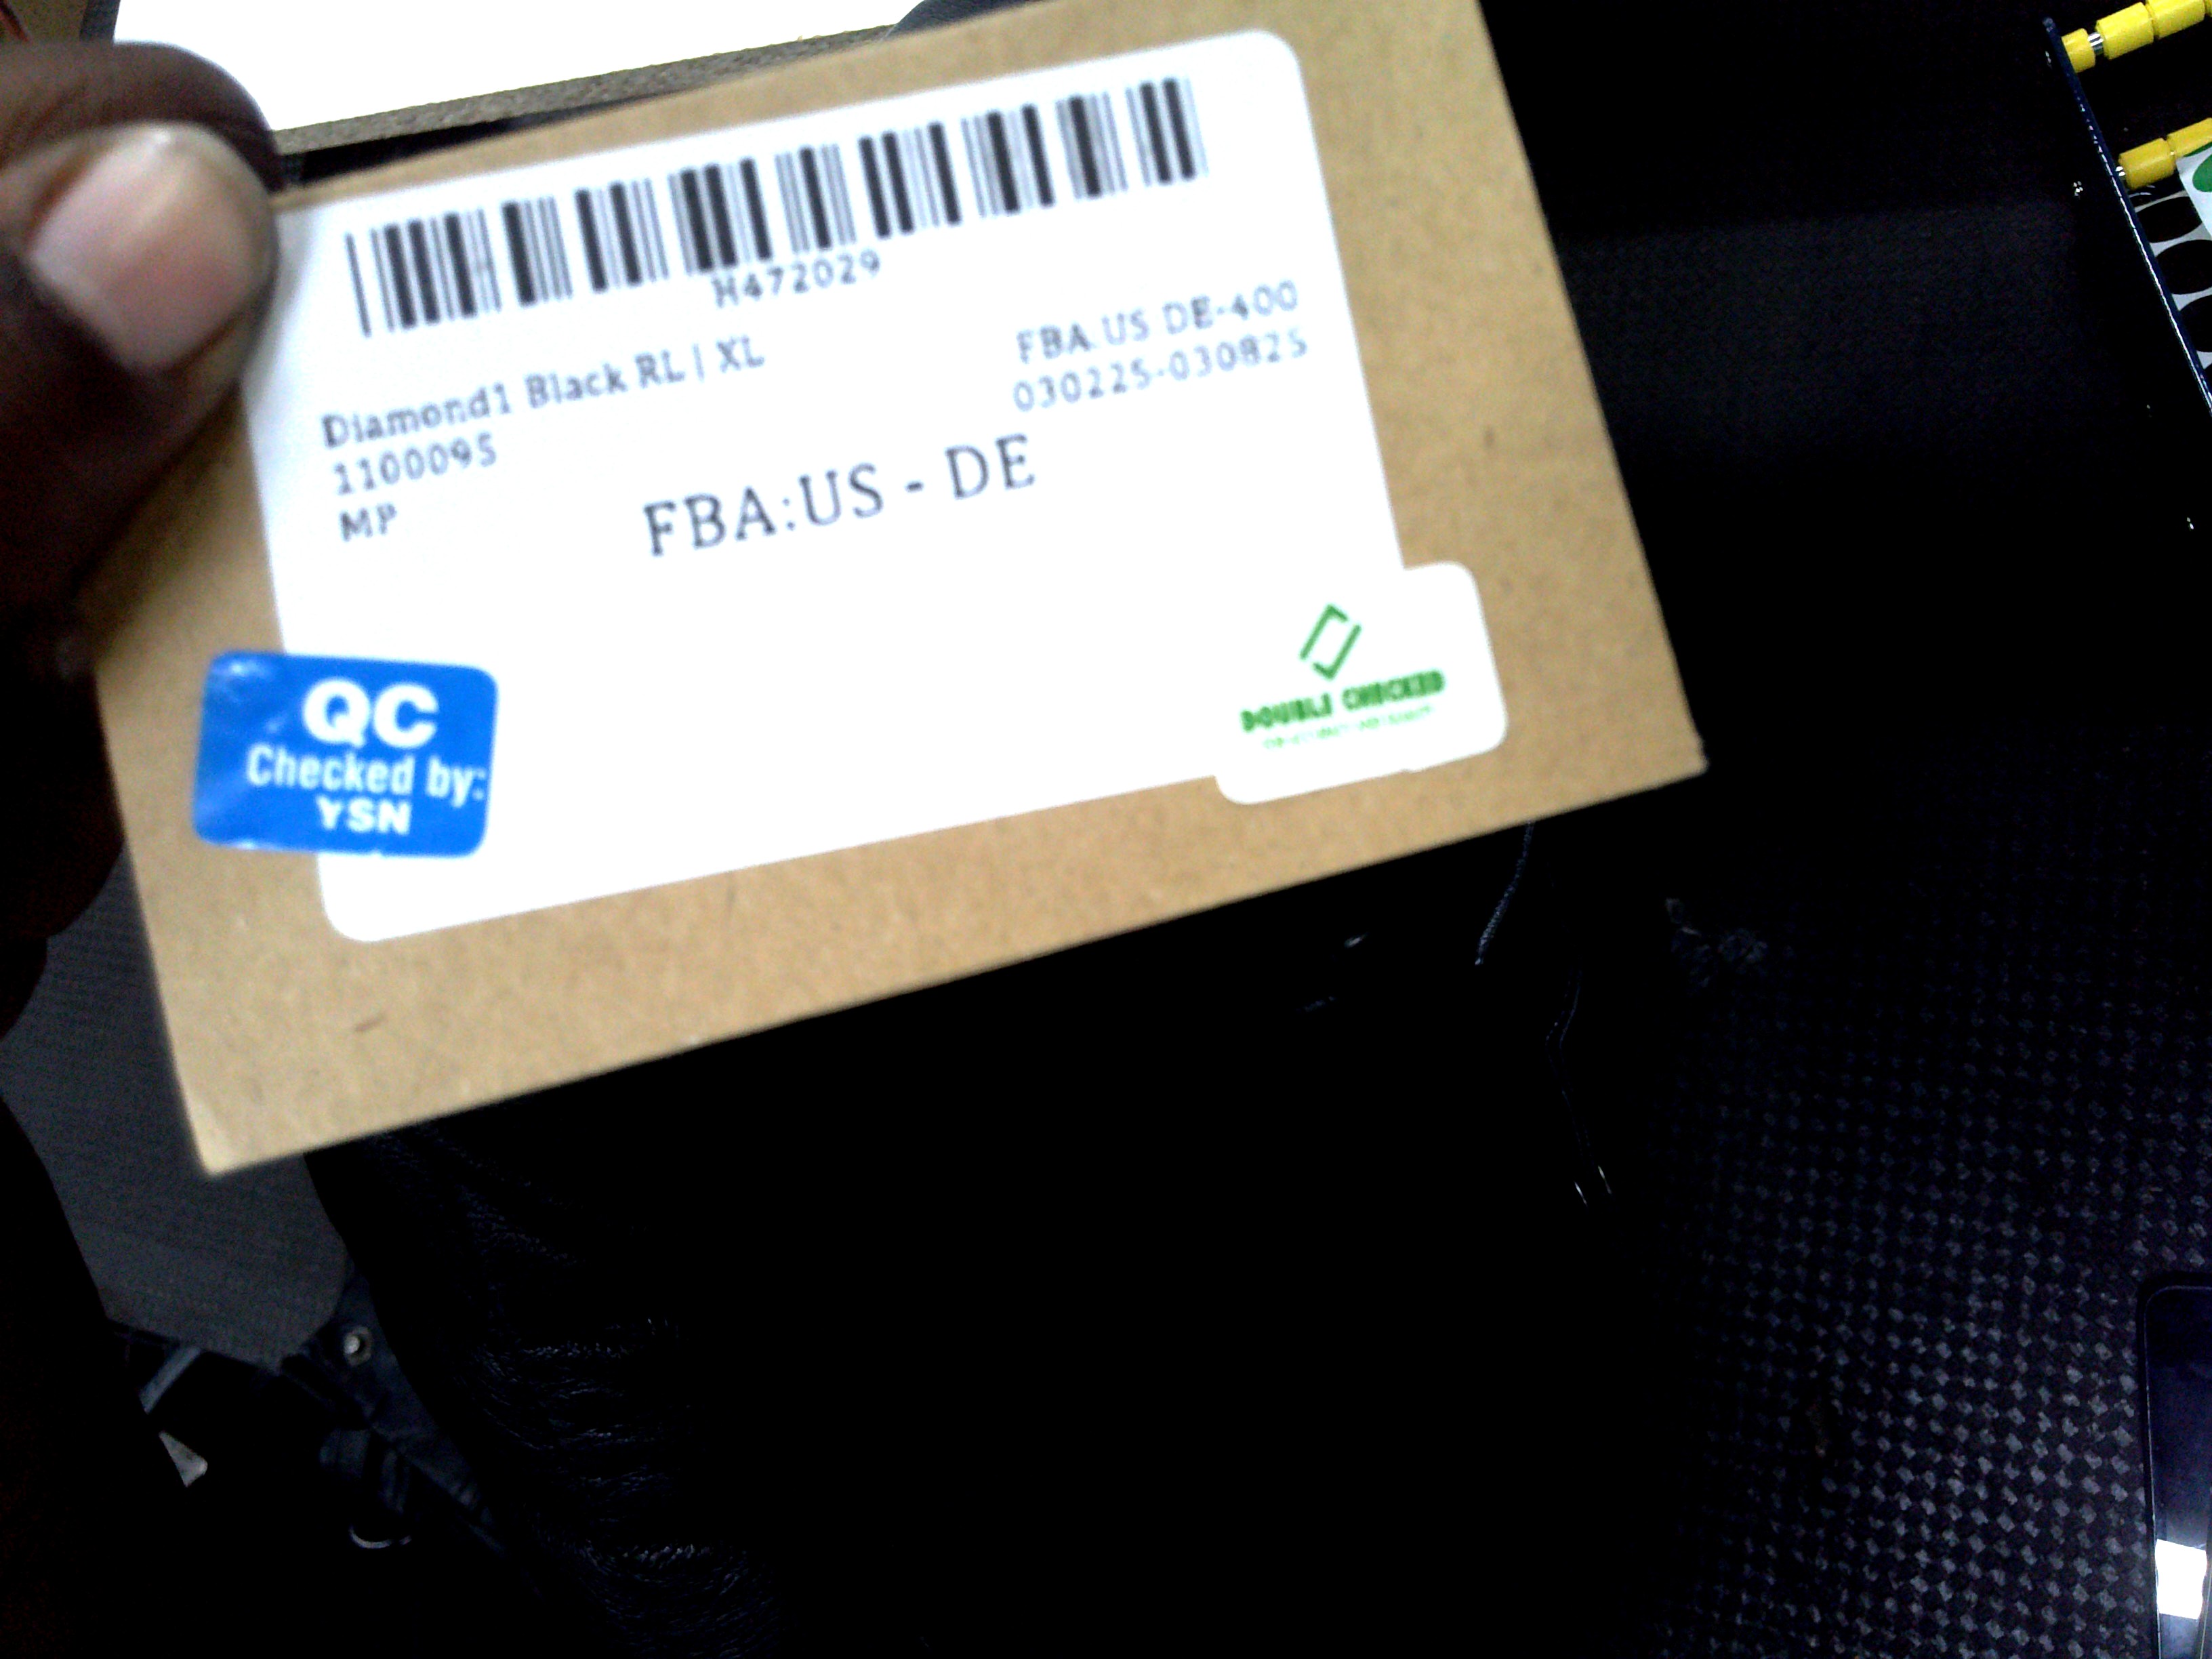 H472029
Diamond1 Black RL | XL
1100095
MP
FBA:US DE-400
030225-030825
FBA:US - DE
QC
Checked by:
YSN
DOUBLE CHECKED